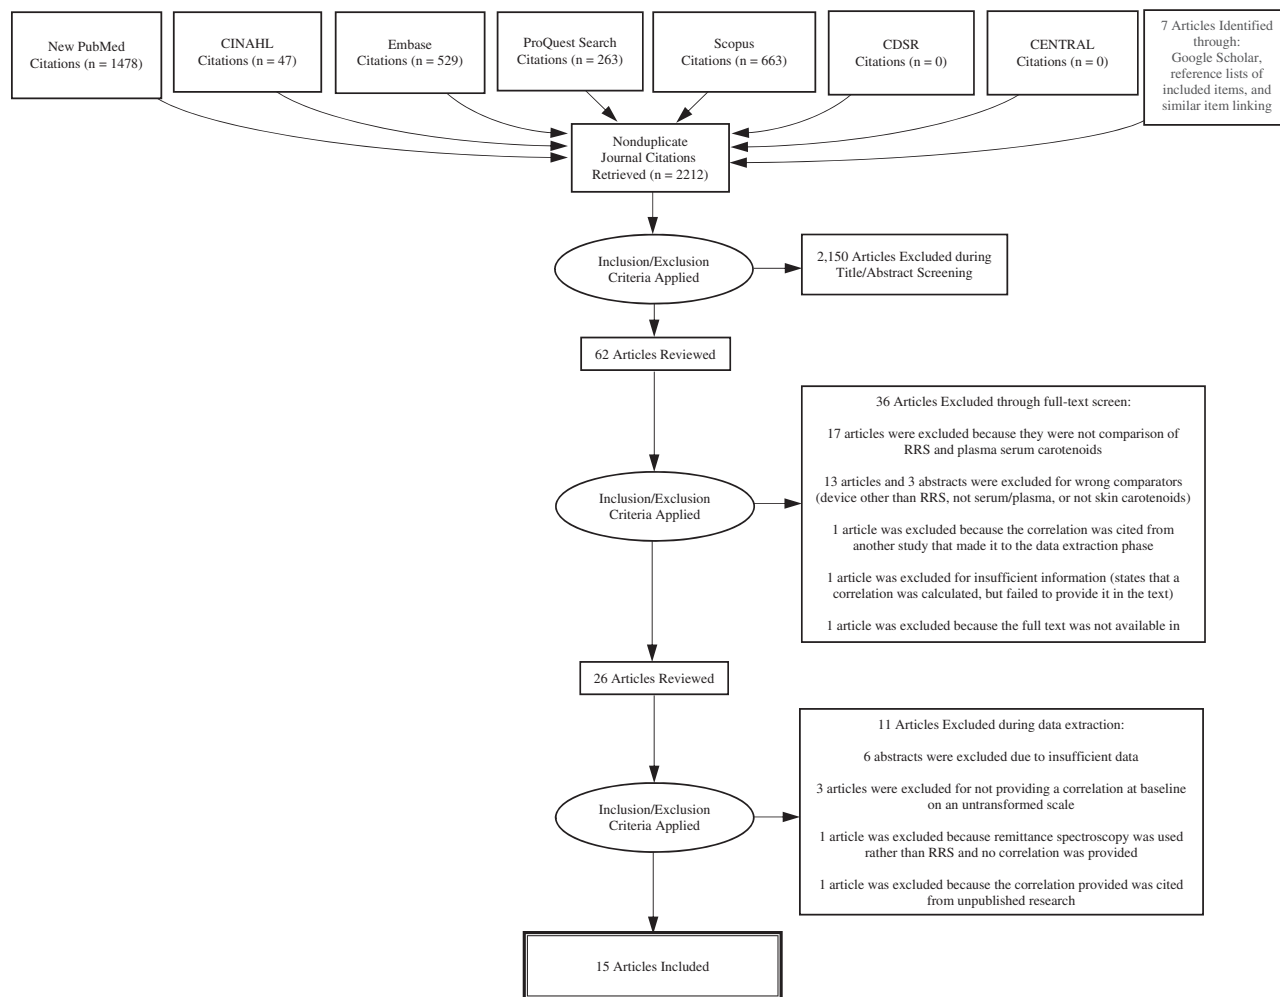 New PubMed
Citations (n = 1478)
CINAHL
Citations (n = 47)
Embase
Citations (n = 529)
ProQuest Search
Citations (n = 263)
Scopus
Citations (n = 663)
CDSR
Citations (n = 0)
CENTRAL
Citations (n = 0)
7 Articles Identified
through:
Google Scholar,
reference lists of
included items, and
similar item linking
Nonduplicate
Journal Citations
Retrieved (n = 2212)
Inclusion/Exclusion
Criteria Applied
2,150 Articles Excluded during
Title/Abstract Screening
62 Articles Reviewed
36 Articles Excluded through full-text screen:
17 articles were excluded because they were not comparison of
RRS and plasma serum carotenoids
13 articles and 3 abstracts were excluded for wrong comparators
(device other than RRS, not serum/plasma, or not skin carotenoids)
1 article was excluded because the correlation was cited from
another study that made it to the data extraction phase
1 article was excluded for insufficient information (states that a
correlation was calculated, but failed to provide it in the text)
1 article was excluded because the full text was not available in
Inclusion/Exclusion
Criteria Applied
26 Articles Reviewed
11 Articles Excluded during data extraction:
6 abstracts were excluded due to insufficient data
3 articles were excluded for not providing a correlation at baseline
on an untransformed scale
1 article was excluded because remittance spectroscopy was used
rather than RRS and no correlation was provided
1 article was excluded because the correlation provided was cited
from unpublished research
Inclusion/Exclusion
Criteria Applied
15 Articles Included